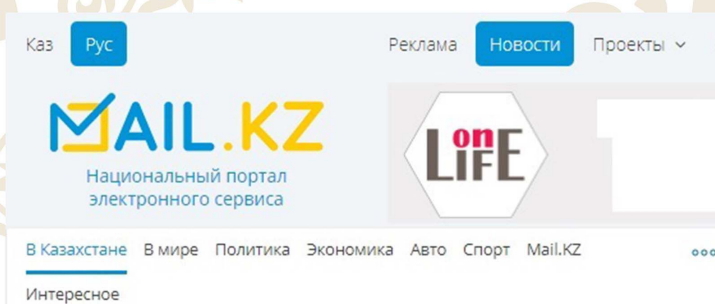 Каз Рус Реклама Новости Проекты
MAIL.KZ
Национальный портал
электронного сервиса
on
LIFE
В Казахстане В мире Политика Экономика Авто Спорт Mail.KZ
Интересное